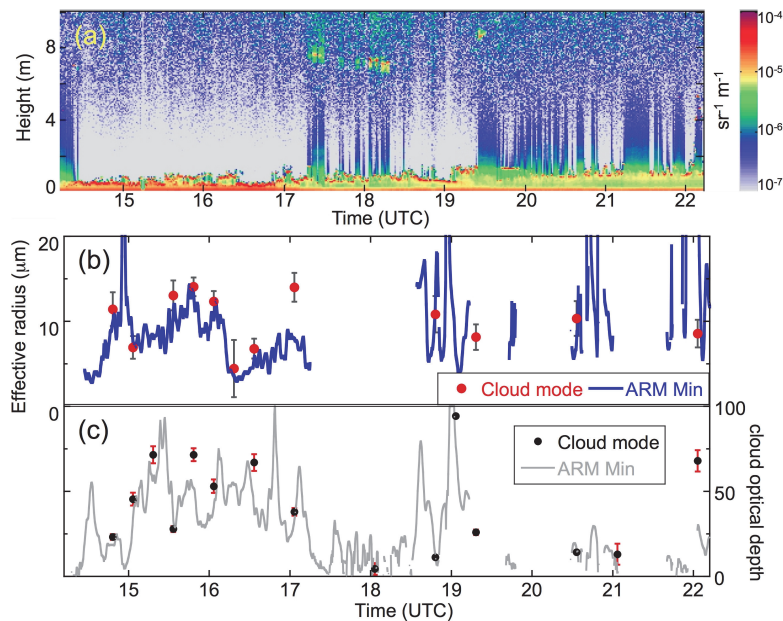 (a)
Height (m)
8
4
0
15 16 17 18 19 20 21 22
Time (UTC)
10-4
10-5
10-6
10-7
sr-1 m-1
(b)
Effective radius (μm)
20
10
0
Cloud mode ARM Min
(c)
Cloud mode
ARM Min
100
50
0
cloud optical depth
15 16 17 18 19 20 21 22
Time (UTC)